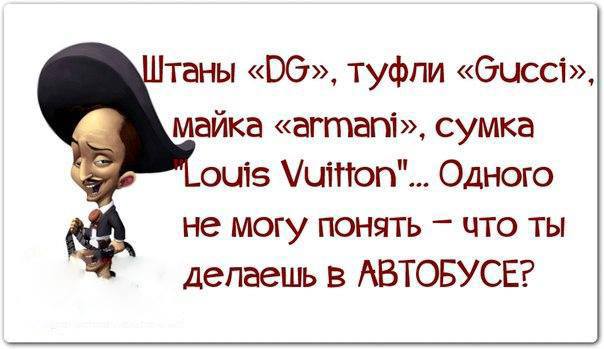 Штаны «DG», туфли «Gucci»,
майка «armani», сумка
"Louis Vuitton"... Одного
не могу понять – что ты
делаешь в АВТОБУСЕ?